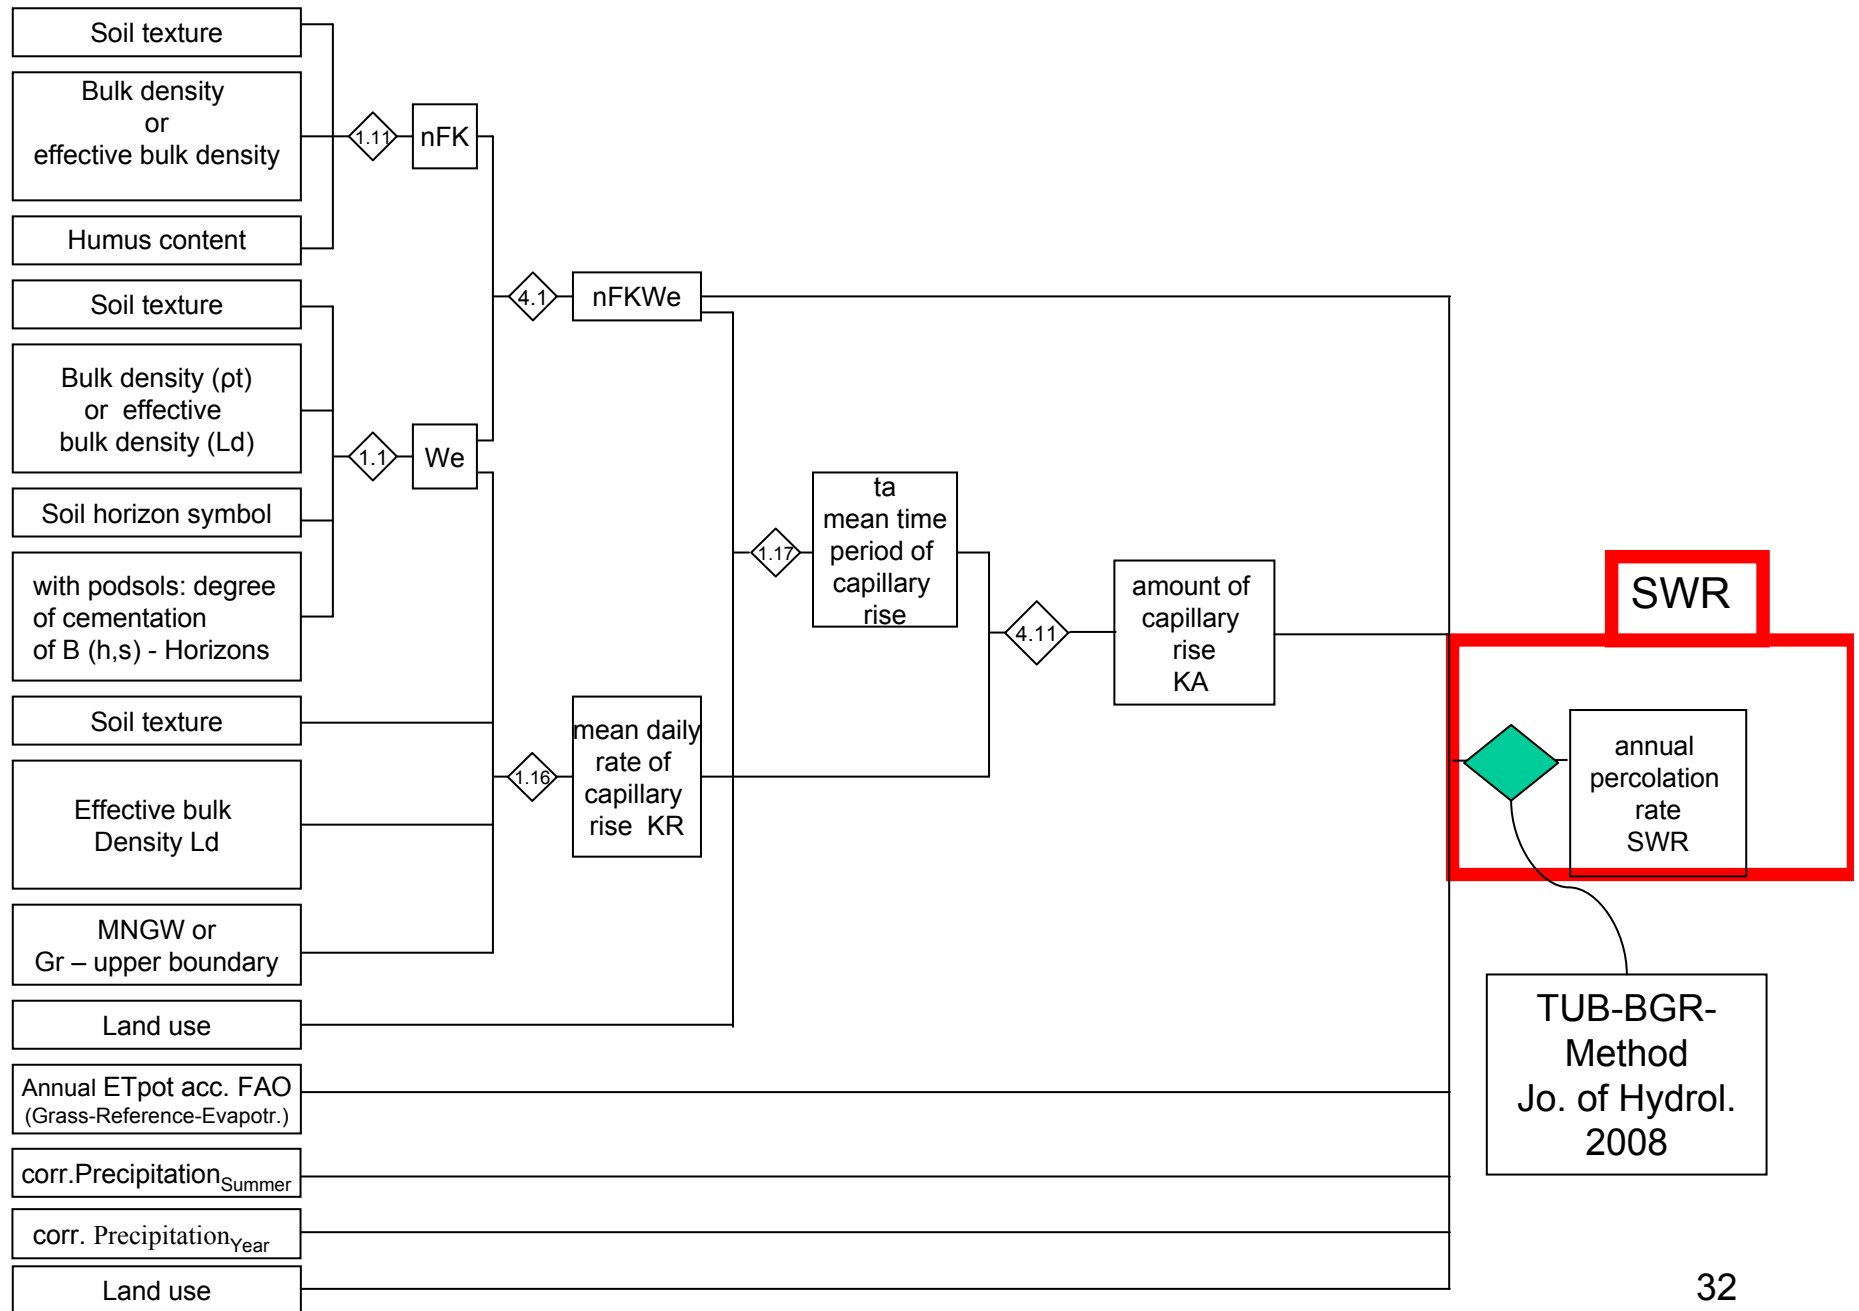 Soil texture
Bulk density
or
effective bulk density
Humus content
Soil texture
Bulk density (ρt)
or effective
bulk density (Ld)
Soil horizon symbol
with podsols: degree
of cementation
of B (h,s) - Horizons
Soil texture
Effective bulk
Density Ld
MNGW or
Gr – upper boundary
Land use
Annual ETpot acc. FAO
(Grass-Reference-Evapotr.)
corr.Precipitation Summer
corr. Precipitation Year
Land use
1.11
nFK
1.1
We
4.1
nFKWe
1.16
mean daily
rate of
capillary
rise KR
1.17
ta
mean time
period of
capillary
rise
4.11
amount of
capillary
rise
KA
SWR
annual
percolation
rate
SWR
TUB-BGR-
Method
Jo. of Hydrol.
2008
32